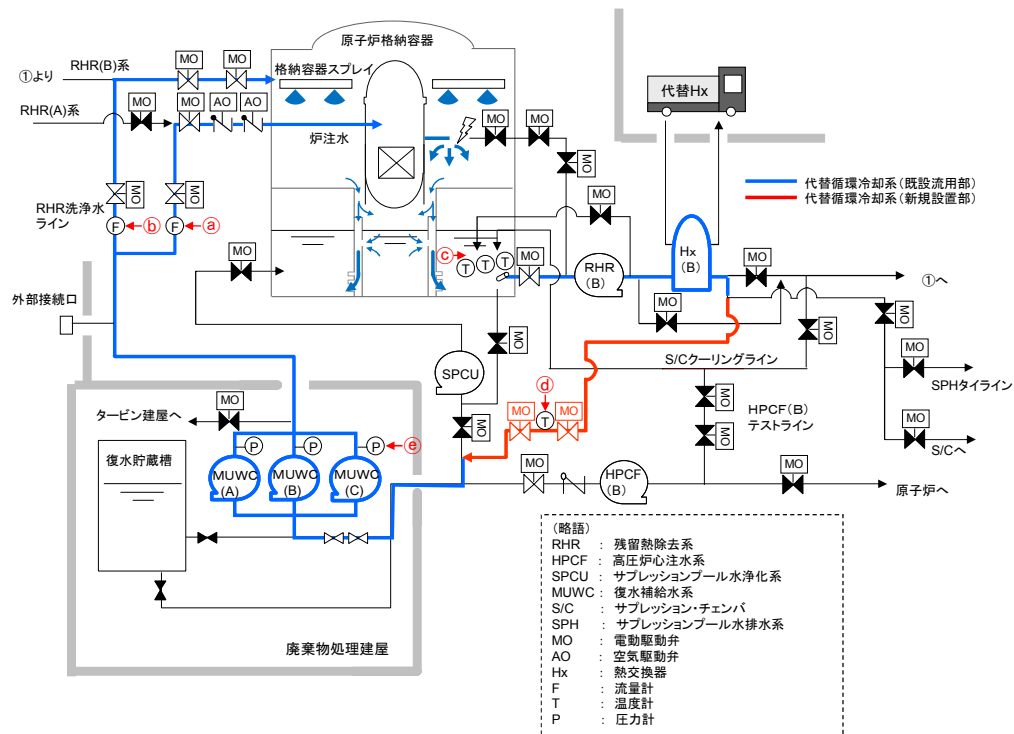 原子炉格納容器
MO
MO
RHR(B)系
①より
格納容器スプレイ
代替Hx
RHR(A)系
MO
MO
AO
AO
炉注水
MO
MO
MO
代替循環冷却系(既設流用部)
代替循環冷却系(新規設置部)
MO
MO
RHR洗浄水
ライン
F
ⓑ
F
ⓐ
MO
MO
MO
ⓒ
T
T
T
MO
RHR
(B)
Hx
(B)
MO
①へ
MO
MO
MO
外部接続口
MO
SPCU
S/Cクーリングライン
MO
SPHタイライン
ⓓ
MO
T
MO
MO
MO
HPCF(B)
テストライン
MO
S/Cへ
タービン建屋へ
MO
P
P
P
ⓔ
MO
復水貯蔵槽
MUWC
(A)
MUWC
(B)
MUWC
(C)
MO
HPCF
(B)
MO
原子炉へ
廃棄物処理建屋
(略語)
RHR : 残留熱除去系
HPCF : 高圧炉心注水系
SPCU : サプレッションプール水浄化系
MUWC : 復水補給水系
S/C : サプレッション・チェンバ
SPH : サプレッションプール水排水系
MO : 電動駆動弁
AO : 空気駆動弁
Hx : 熱交換器
F : 流量計
T : 温度計
P : 圧力計